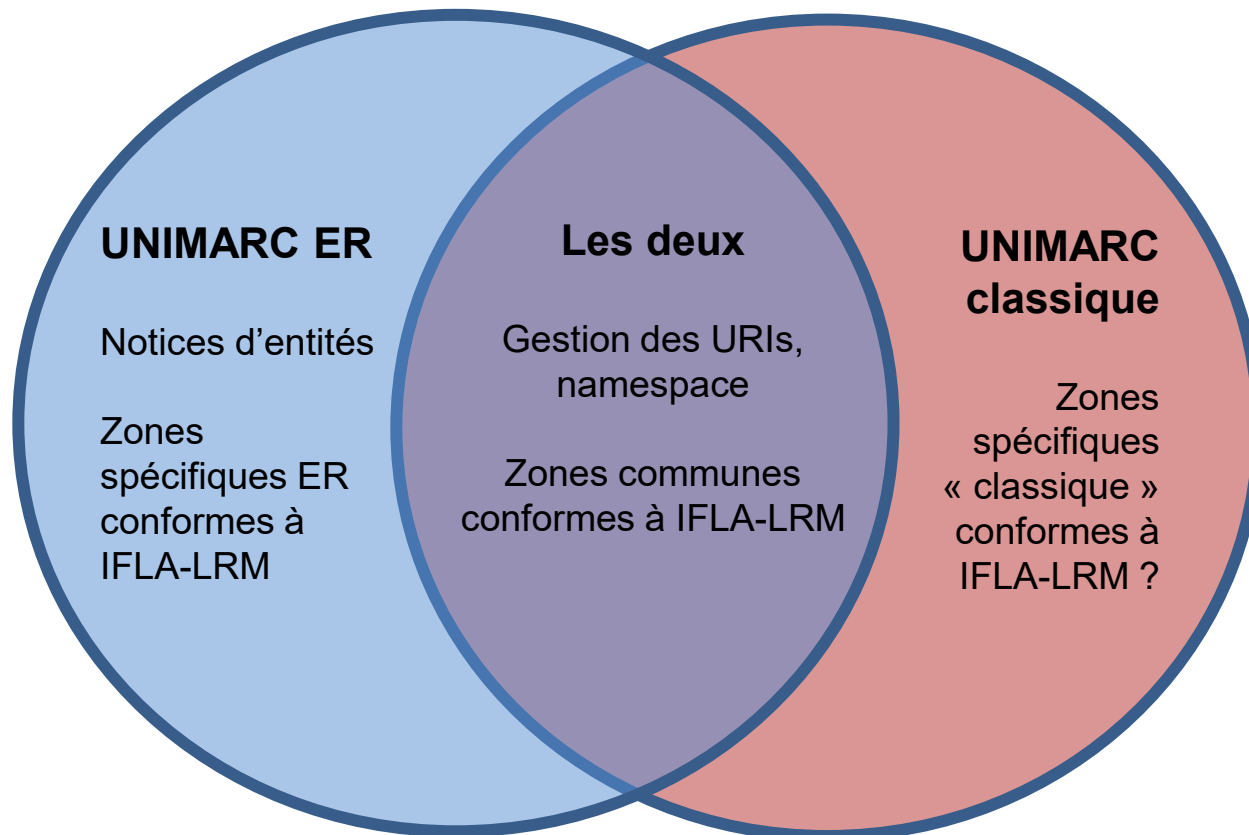 UNIMARC ER
Notices d’entités
Zones
spécifiques ER
conformes à
IFLA-LRM
Les deux
Gestion des URIs,
namespace
Zones communes
conformes à IFLA-LRM
UNIMARC
classique
Zones
spécifiques
« classique »
conformes à
IFLA-LRM ?